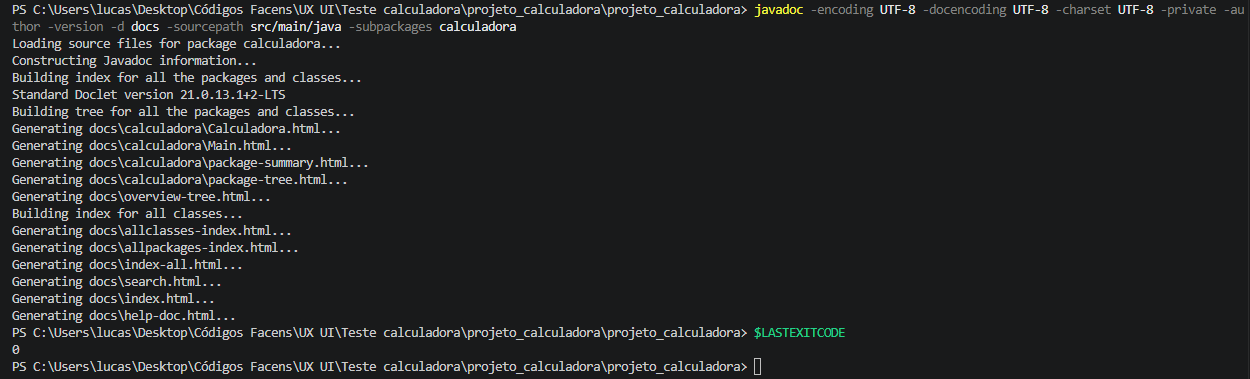 PS C:\Users\lucas\Desktop\Códigos Facens\UX UI\Teste calculadora\projeto_calculadora\projeto_calculadora> javadoc -encoding UTF-8 -docencoding UTF-8 -charset UTF-8 -private -au
thor -version -d docs -sourcepath src/main/java -subpackages calculadora
Loading source files for package calculadora...
Constructing Javadoc information...
Building index for all the packages and classes...
Standard Doclet version 21.0.13.1+2-LTS
Building tree for all the packages and classes...
Generating docs\calculadora\Calculadora.html...
Generating docs\calculadora\Main.html...
Generating docs\calculadora\package-summary.html...
Generating docs\calculadora\package-tree.html...
Generating docs\overview-tree.html...
Building index for all classes...
Generating docs\allclasses-index.html...
Generating docs\allpackages-index.html...
Generating docs\index-all.html...
Generating docs\search.html...
Generating docs\index.html...
Generating docs\help-doc.html...
PS C:\Users\lucas\Desktop\Códigos Facens\UX UI\Teste calculadora\projeto_calculadora\projeto_calculadora> $LASTEXITCODE
0
PS C:\Users\lucas\Desktop\Códigos Facens\UX UI\Teste calculadora\projeto_calculadora\projeto_calculadora>